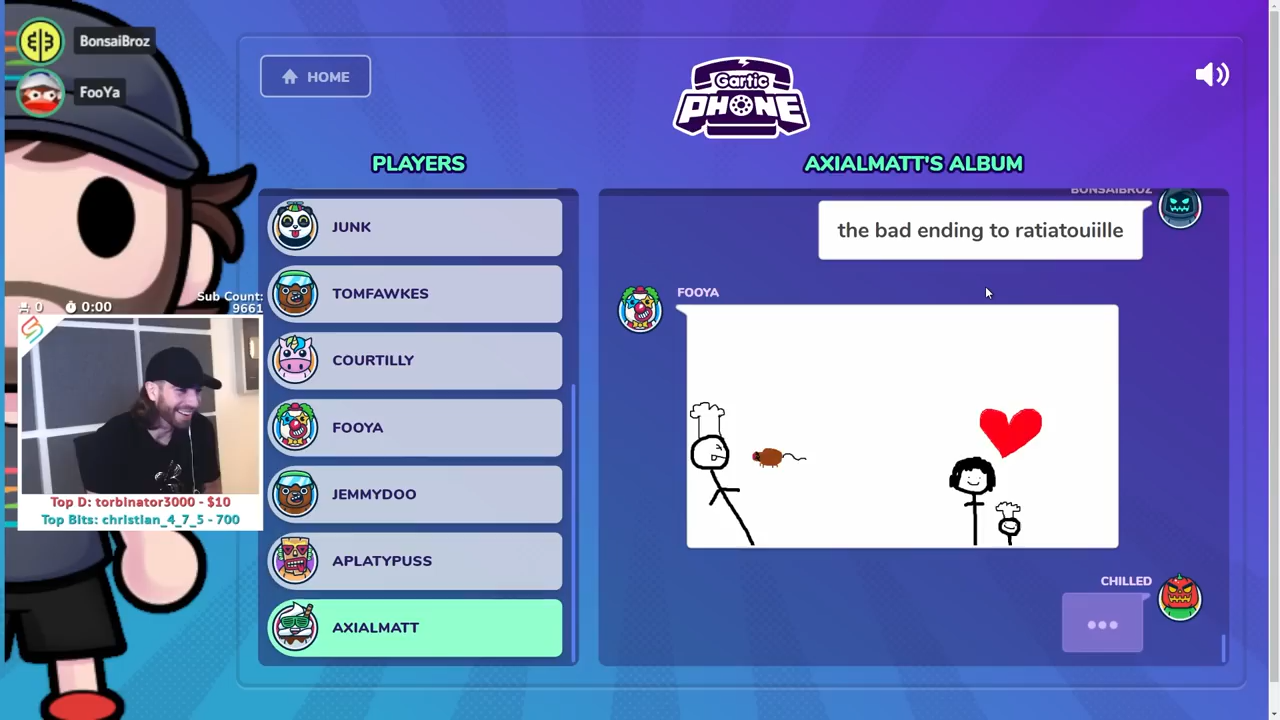 BonsaiBroz
FooYa
HOME
Gartic
PHONE
PLAYERS
AXIALMATT'S ALBUM
JUNK
TOMFAWKES
COURTILLY
FOOYA
JEMMYDOO
APLATYPUSS
AXIALMATT
BONSAIBROZ
the bad ending to ratiatouiille
FOOYA
CHILLED
0
0:00
Sub Count:
9661
Top D: torbinator3000 - $10
Top Bits: christian_4_7_5 - 700